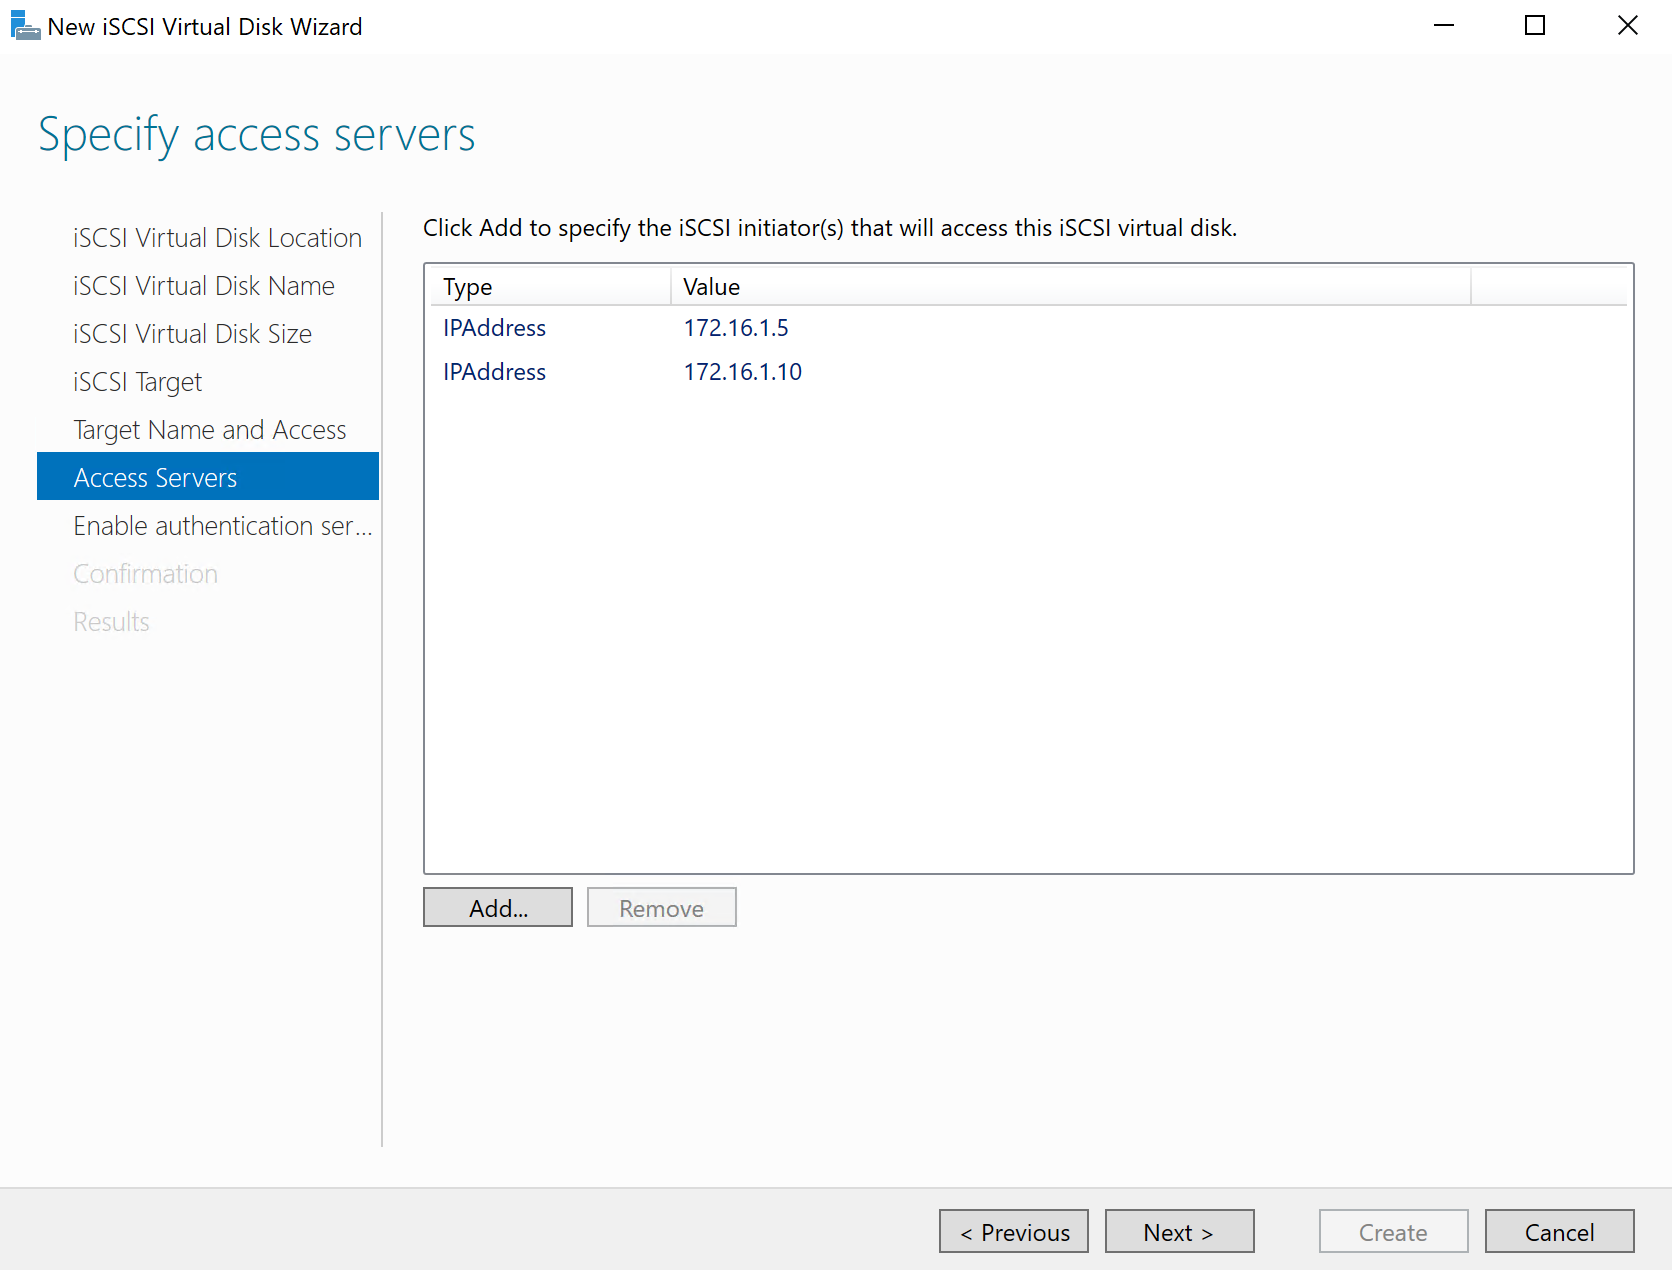 New iSCSI Virtual Disk Wizard
Specify access servers
iSCSI Virtual Disk Location
iSCSI Virtual Disk Name
iSCSI Virtual Disk Size
iSCSI Target
Target Name and Access
Access Servers
Enable authentication ser...
Confirmation
Results
Click Add to specify the iSCSI initiator(s) that will access this iSCSI virtual disk.
Type Value
IPAddress 172.16.1.5
IPAddress 172.16.1.10
Add... Remove
< Previous Next > Create Cancel